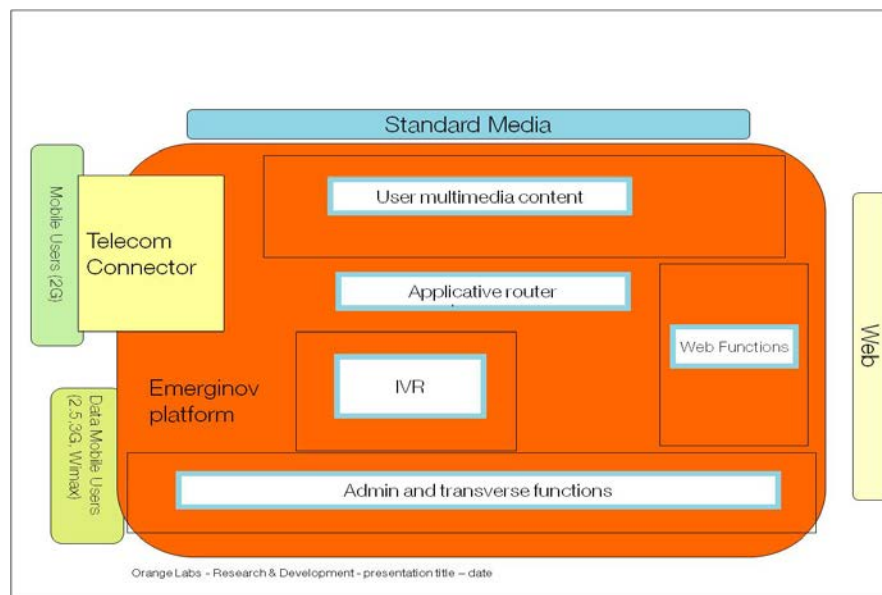 Standard Media
Mobile Users (2G)
Telecom
Connector
User multimedia content
Applicative router
Web Functions
Web
IVR
Emerginov
platform
Data Mobile Users
(2.5,3G, Wimax)
Admin and transverse functions
Orange Labs - Research & Development - presentation title – date